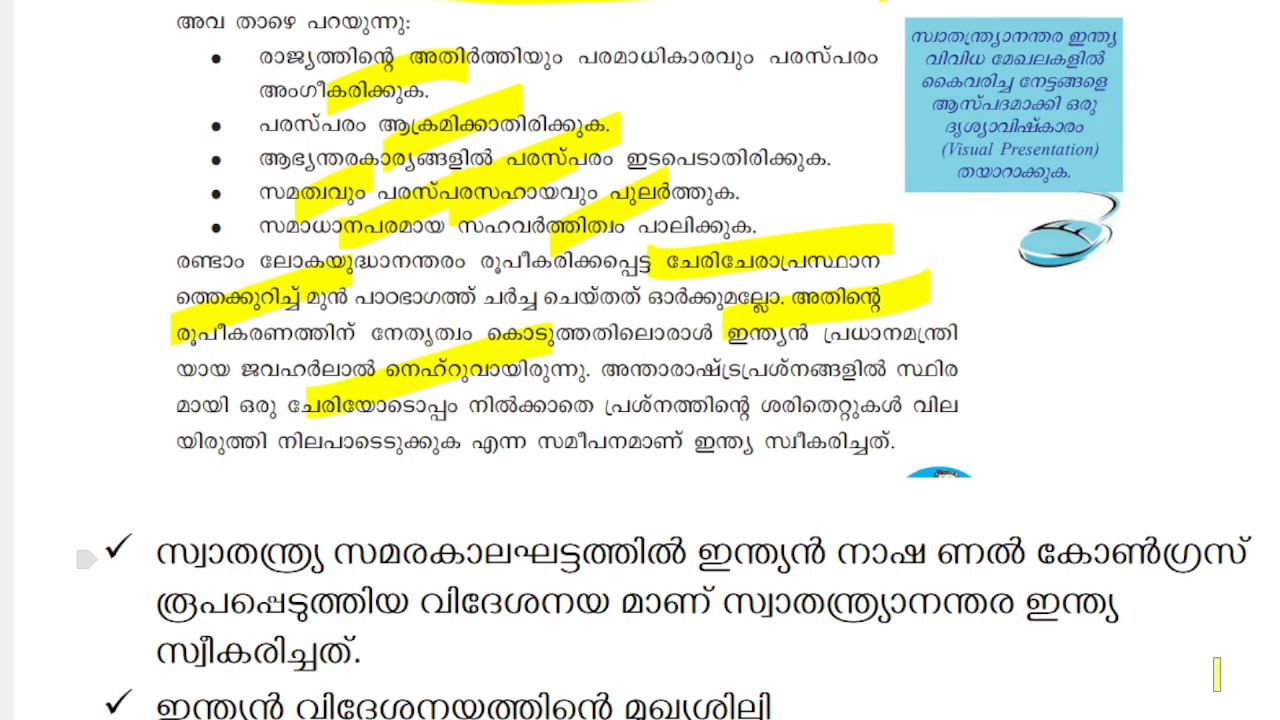 അവ താഴെ പറയുന്നു:
• രാജ്യത്തിന്റെ അതിർത്തിയും പരമാധികാരവും പരസ്പരം
അംഗീകരിക്കുക.
• പരസ്പരം ആക്രമിക്കാതിരിക്കുക.
• ആഭ്യന്തരകാര്യങ്ങളിൽ പരസ്പരം ഇടപെടാതിരിക്കുക.
• സമത്വവും പരസ്പരസഹായവും പുലർത്തുക.
• സമാധാനപരമായ സഹവർത്തിത്വം പാലിക്കുക.
രണ്ടാം ലോകയുദ്ധാനന്തരം രൂപീകരിക്കപ്പെട്ട ചേരിചേരാപ്രസ്ഥാന
ത്തെക്കുറിച്ച് മുൻ പാഠഭാഗത്ത് ചർച്ച ചെയ്തത് ഓർക്കുമല്ലോ. അതിന്റെ
രൂപീകരണത്തിന് നേതൃത്വം കൊടുത്തതിലൊരാൾ ഇന്ത്യൻ പ്രധാനമന്ത്രി
യായ ജവഹർലാൽ നെഹ്റുവായിരുന്നു. അന്താരാഷ്ട്രപ്രശ്നങ്ങളിൽ സ്ഥിര
മായി ഒരു ചേരിയോടൊപ്പം നിൽക്കാതെ പ്രശ്നത്തിന്റെ ശരിതെറ്റുകൾ വില
യിരുത്തി നിലപാടെടുക്കുക എന്ന സമീപനമാണ് ഇന്ത്യ സ്വീകരിച്ചത്.
സ്വാതന്ത്ര്യാനന്തര ഇന്ത്യ
വിവിധ മേഖലകളിൽ
കൈവരിച്ച നേട്ടങ്ങളെ
ആസ്പദമാക്കി ഒരു
ദൃശ്യാവിഷ്കാരം
(Visual Presentation)
തയാറാക്കുക.
✓ സ്വാതന്ത്ര്യ സമരകാലഘട്ടത്തിൽ ഇന്ത്യൻ നാഷ ണൽ കോൺഗ്രസ്
രൂപപ്പെടുത്തിയ വിദേശനയ മാണ് സ്വാതന്ത്ര്യാനന്തര ഇന്ത്യ
സ്വീകരിച്ചത്.
✓ ഇന്ത്യൻ വിദേശനയത്തിന്റെ മുഖ്യശില്പി